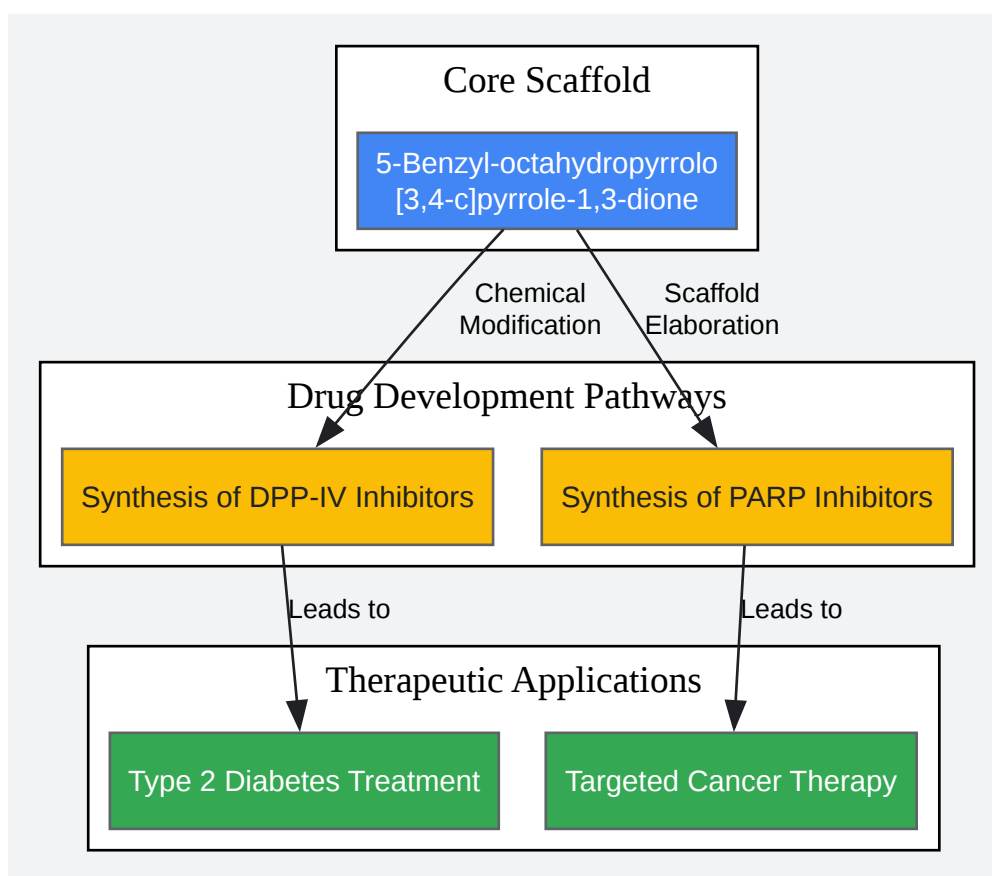 Core Scaffold
5-Benzyl-octahydropyrrolo
[3,4-c]pyrrole-1,3-dione
Chemical
Modification
Scaffold
Elaboration
Drug Development Pathways
Synthesis of DPP-IV Inhibitors
Synthesis of PARP Inhibitors
Leads to
Leads to
Therapeutic Applications
Type 2 Diabetes Treatment
Targeted Cancer Therapy